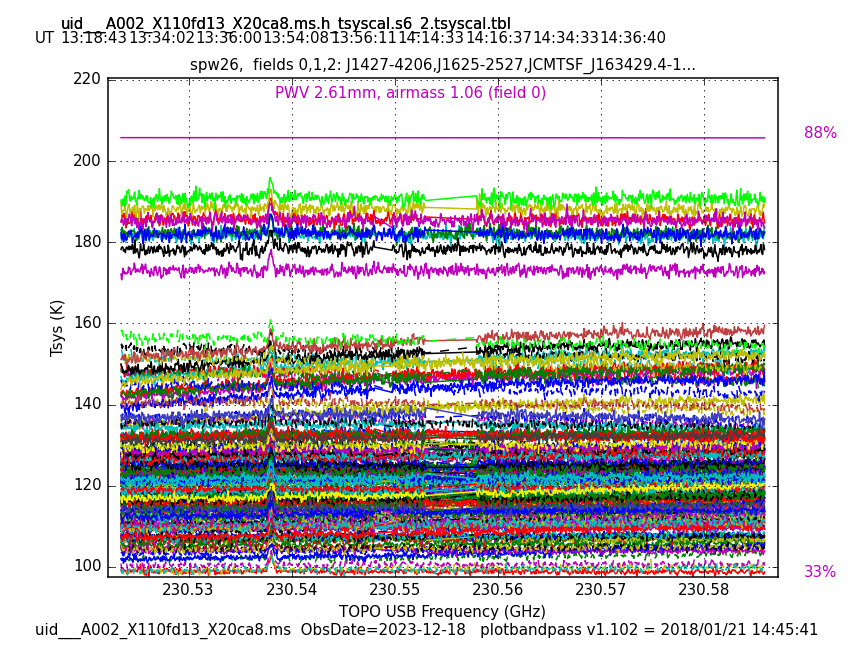 uid___A002_X110fd13_X20ca8.ms.h_tsyscal.s6_2.tsyscal.tbl
UT 13:18:43 13:34:02 13:36:00 13:54:08 13:56:11 14:14:33 14:16:37 14:34:33 14:36:40
spw26,  fields 0,1,2: J1427-4206,J1625-2527,JCMTSF_J163429.4-1...
PWV 2.61mm, airmass 1.06 (field 0)
220
88%
200
180
160
140
120
100
33%
Tsys (K)
230.53 230.54 230.55 230.56 230.57 230.58
TOPO USB Frequency (GHz)
uid___A002_X110fd13_X20ca8.ms  ObsDate=2023-12-18   plotbandpass v1.102 = 2018/01/21 14:45:41